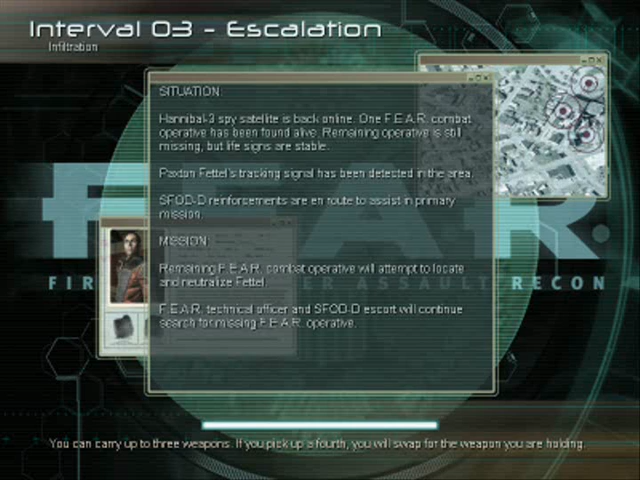 Interval 03 - Escalation
Infiltration
SITUATION:
Hannibal-3 spy satellite is back online. One F.E.A.R. combat
operative has been found alive. Remaining operative is still
missing, but life signs are stable.
Paxton Fettel's tracking signal has been detected in the area.
SFOD-D reinforcements are en route to assist in primary
mission.
MISSION:
Remaining F.E.A.R. combat operative will attempt to locate
and neutralize Fettel.
F.E.A.R. technical officer and SFOD-D escort will continue
search for missing F.E.A.R. operative.
F.E.A.R.
FIR ER ASSAULT RECON
You can carry up to three weapons. If you pick up a fourth, you will swap for the weapon you are holding.